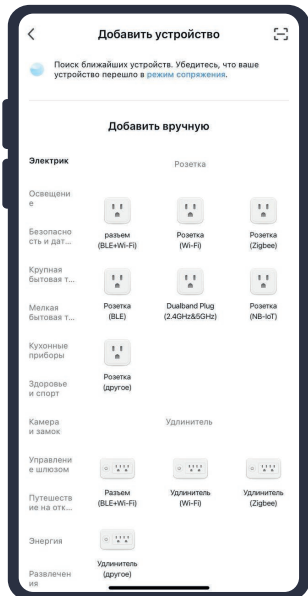 Добавить устройство
Поиск ближайших устройств. Убедитесь, что ваше
устройство перешло в режим сопряжения.
Добавить вручную
Электрик
Освещени
е
Безопасно
сть и дат...
Крупная
бытовая т...
Мелкая
бытовая т...
Кухонные
приборы
Здоровье
и спорт
Камера
и замок
Управлени
е шлюзом
Путешеств
ие на отк...
Энергия
Развлечен
ия
Розетка
разъем
(BLE+Wi-Fi)
Розетка
(Wi-Fi)
Розетка
(Zigbee)
Розетка
(BLE)
Dualband Plug
(2.4GHz&5GHz)
Розетка
(NB-IoT)
Розетка
(другое)
Удлинитель
Разъем
(BLE+Wi-Fi)
Удлинитель
(Wi-Fi)
Удлинитель
(Zigbee)
Удлинитель
(другое)